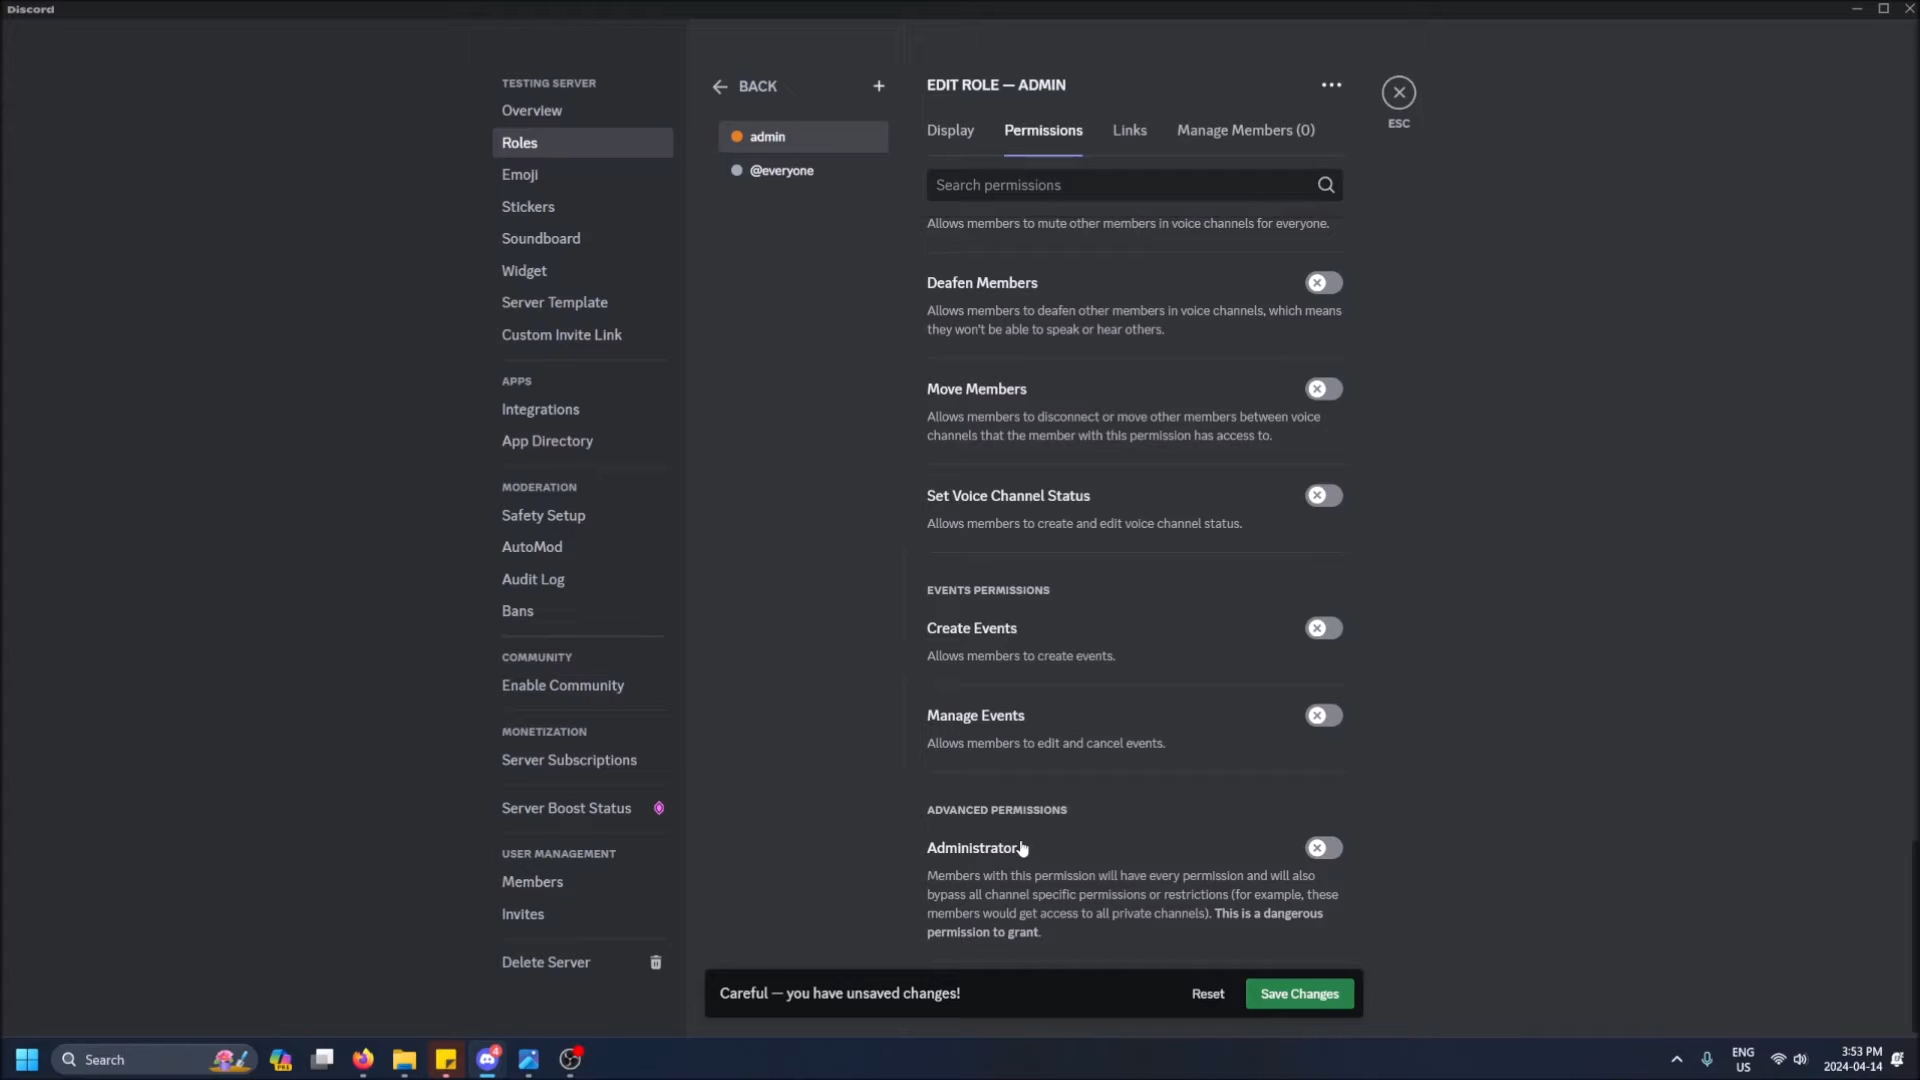 Discord
TESTING SERVER
Overview
Roles
Emoji
Stickers
Soundboard
Widget
Server Template
Custom Invite Link
APPS
Integrations
App Directory
MODERATION
Safety Setup
AutoMod
Audit Log
Bans
COMMUNITY
Enable Community
MONETIZATION
Server Subscriptions
Server Boost Status
USER MANAGEMENT
Members
Invites
Delete Server
BACK
admin
@everyone
EDIT ROLE — ADMIN
Display Permissions Links Manage Members (0)
ESC
Search permissions
Allows members to mute other members in voice channels for everyone.
Deafen Members
Allows members to deafen other members in voice channels, which means
they won't be able to speak or hear others.
Move Members
Allows members to disconnect or move other members between voice
channels that the member with this permission has access to.
Set Voice Channel Status
Allows members to create and edit voice channel status.
EVENTS PERMISSIONS
Create Events
Allows members to create events.
Manage Events
Allows members to edit and cancel events.
ADVANCED PERMISSIONS
Administrator
Members with this permission will have every permission and will also
bypass all channel specific permissions or restrictions (for example, these
members would get access to all private channels). This is a dangerous
permission to grant.
Careful — you have unsaved changes! Reset Save Changes
Search
4
ENG
US
3:53 PM
2024-04-14